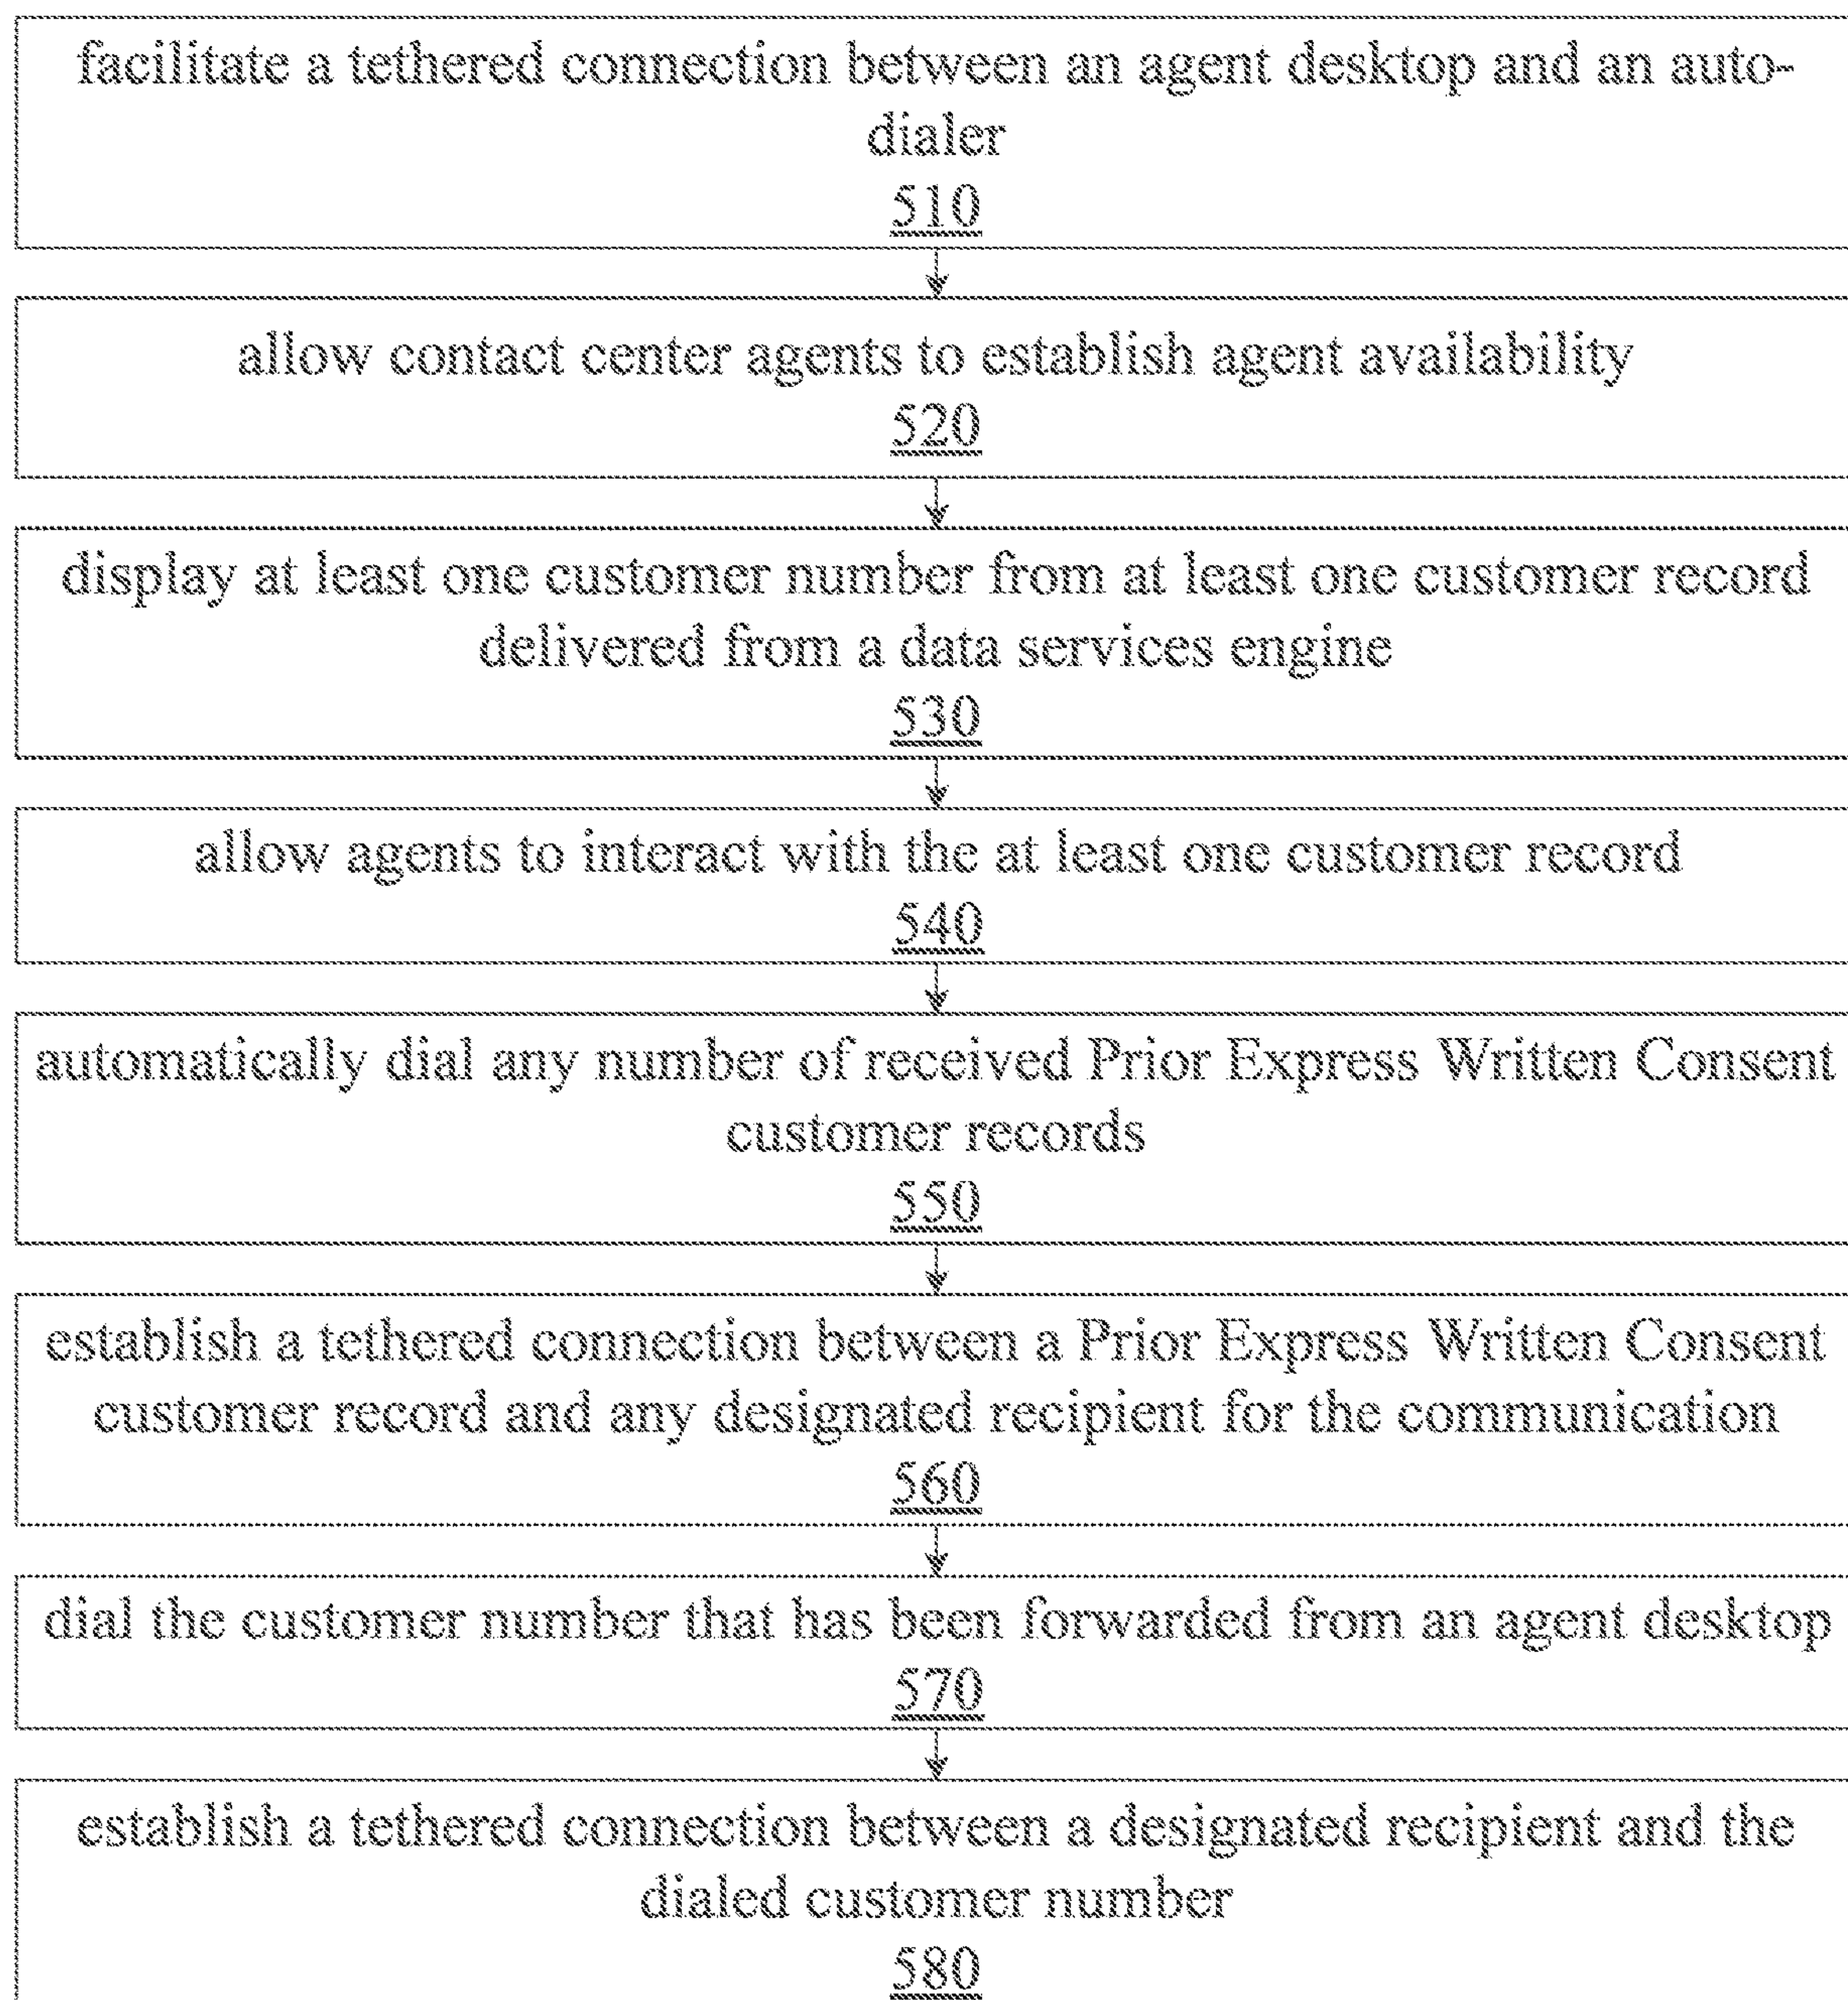 facilitate a tethered connection between an agent desktop and an auto-
dialer
510
allow contact center agents to establish agent availability
520
display at least one customer number from at least one customer record
delivered from a data services engine
530
allow agents to interact with the at least one customer record
540
automatically dial any number of received Prior Express Written Consent
customer records
550
establish a tethered connection between a Prior Express Written Consent
customer record and any designated recipient for the communication
560
dial the customer number that has been forwarded from an agent desktop
570
establish a tethered connection between a designated recipient and the
dialed customer number
580